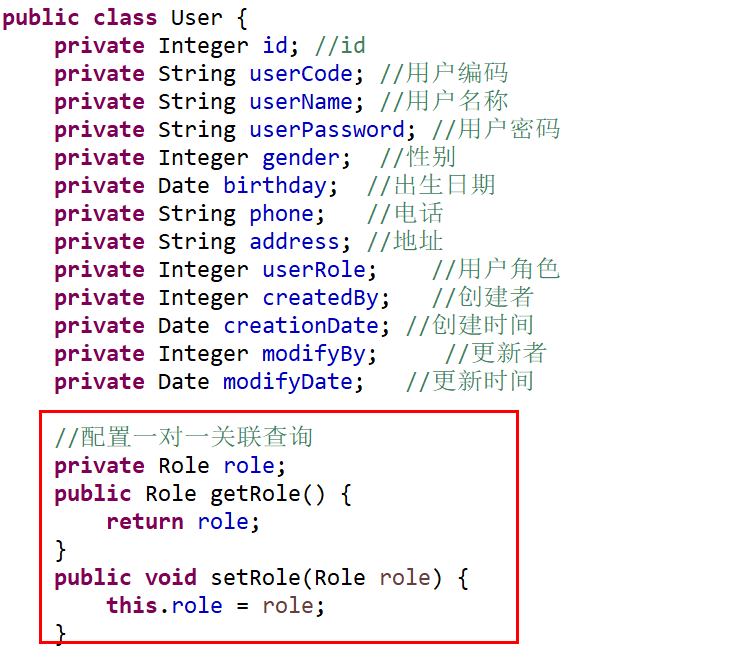 public class User {
    private Integer id; //id
    private String userCode; //用户编码
    private String userName; //用户名称
    private String userPassword; //用户密码
    private Integer gender;  //性别
    private Date birthday;  //出生日期
    private String phone;   //电话
    private String address; //地址
    private Integer userRole;    //用户角色
    private Integer createdBy;   //创建者
    private Date creationDate; //创建时间
    private Integer modifyBy;     //更新者
    private Date modifyDate;   //更新时间
    //配置一对一关联查询
    private Role role;
    public Role getRole() {
        return role;
    }
    public void setRole(Role role) {
        this.role = role;
    }